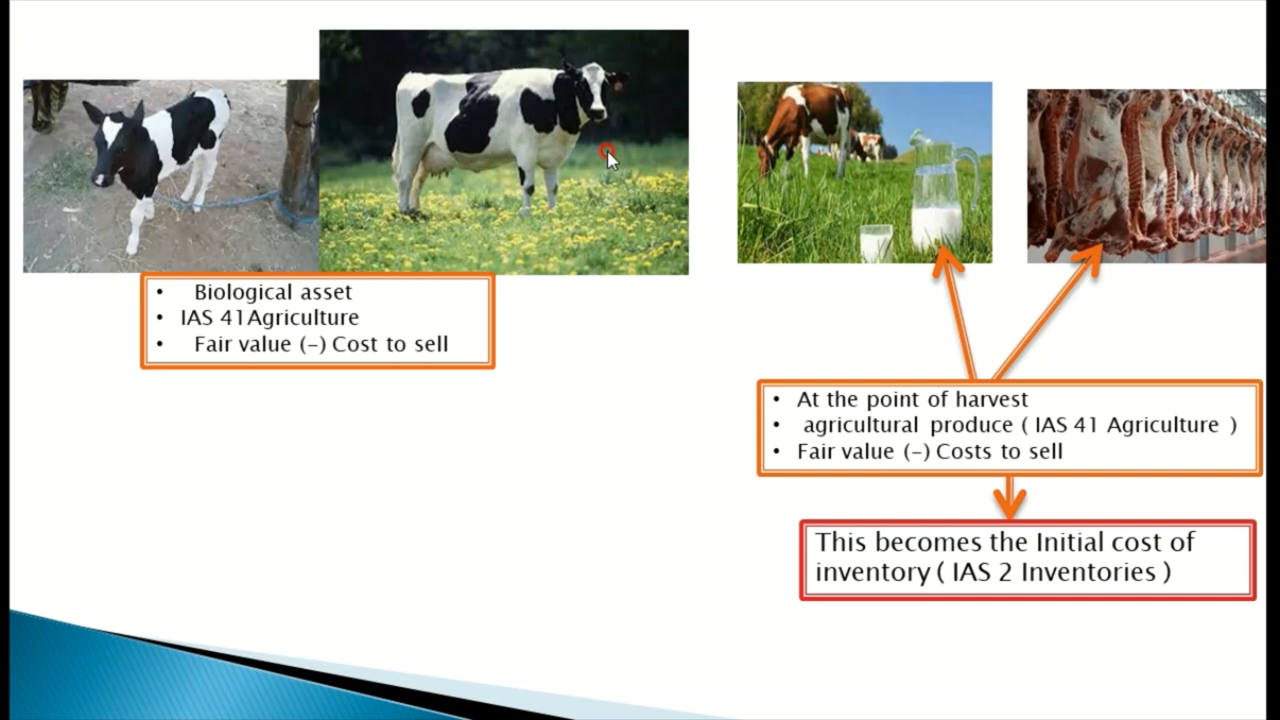 • Biological asset
• IAS 41Agriculture
• Fair value (-) Cost to sell
• At the point of harvest
• agricultural produce ( IAS 41 Agriculture )
• Fair value (-) Costs to sell
This becomes the Initial cost of
inventory ( IAS 2 Inventories )